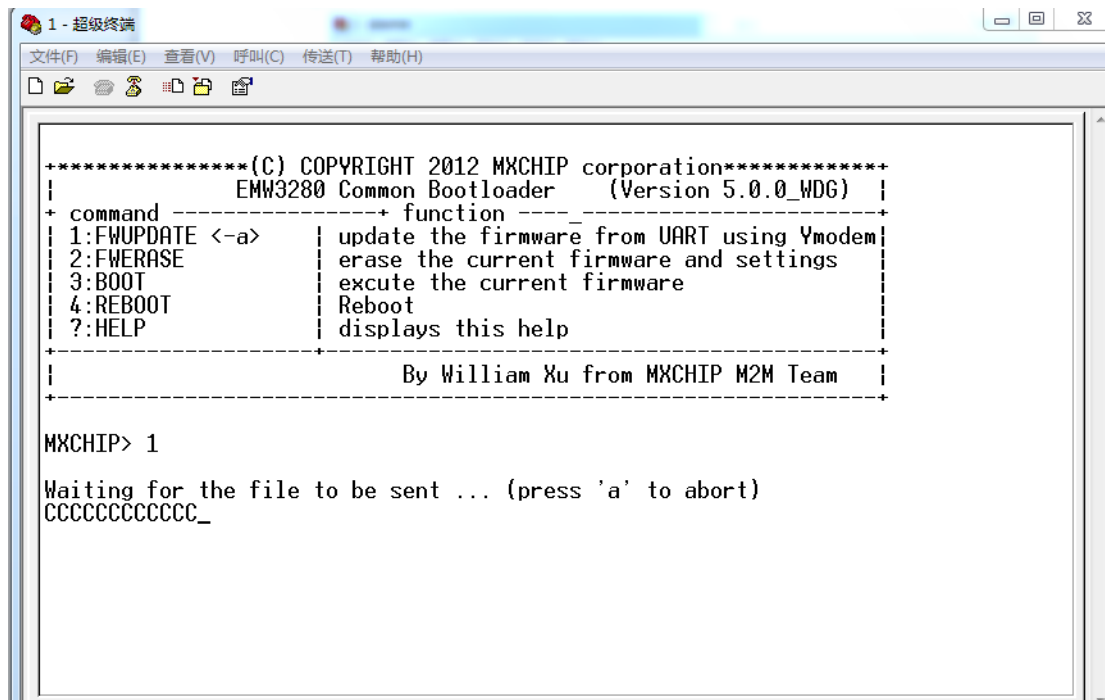 1 - 超级终端
文件(F) 编辑(E) 查看(V) 呼叫(C) 传送(T) 帮助(H)
+***************(C) COPYRIGHT 2012 MXCHIP corporation************+
|                 EMW3280 Common Bootloader    (Version 5.0.0_WDG)  |
+ command ----------------+ function ----_-----------------------+
| 1:FWUPDATE <-a>    | update the firmware from UART using Ymodem|
| 2:FWERASE          | erase the current firmware and settings   |
| 3:BOOT             | excute the current firmware               |
| 4:REBOOT           | Reboot                                    |
| ?:HELP             | displays this help                        |
+--------------------+-------------------------------------------+
|                           By William Xu from MXCHIP M2M Team   |
+----------------------------------------------------------------+
MXCHIP> 1
Waiting for the file to be sent ... (press 'a' to abort)
CCCCCCCCCCCC_